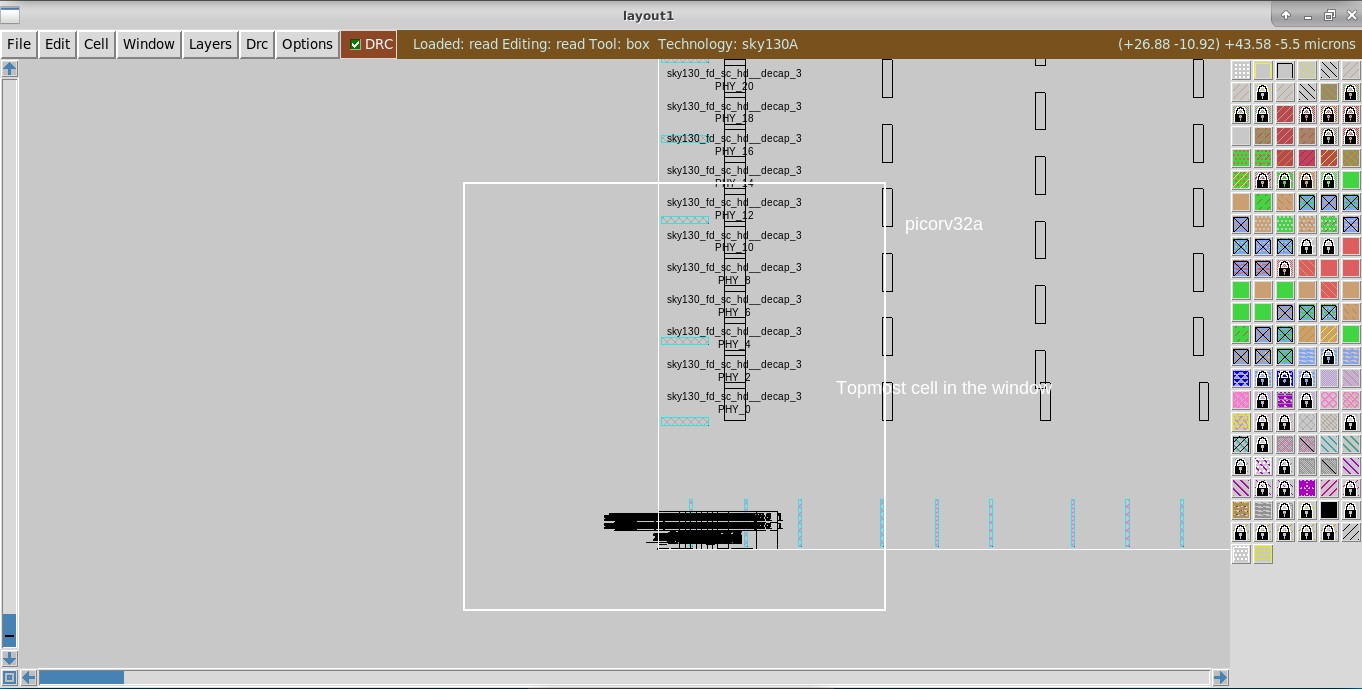 layout1
File Edit Cell Window Layers Drc Options DRC Loaded: read Editing: read Tool: box Technology: sky130A (+26.88 -10.92) +43.58 -5.5 microns
sky130_fd_sc_hd__decap_3
PHY_20
sky130_fd_sc_hd__decap_3
PHY_18
sky130_fd_sc_hd__decap_3
PHY_16
sky130_fd_sc_hd__decap_3
PHY_14
sky130_fd_sc_hd__decap_3
PHY_12
picorv32a
sky130_fd_sc_hd__decap_3
PHY_10
sky130_fd_sc_hd__decap_3
PHY_8
sky130_fd_sc_hd__decap_3
PHY_6
sky130_fd_sc_hd__decap_3
PHY_4
sky130_fd_sc_hd__decap_3
PHY_2
Topmost cell in the window
sky130_fd_sc_hd__decap_3
PHY_0